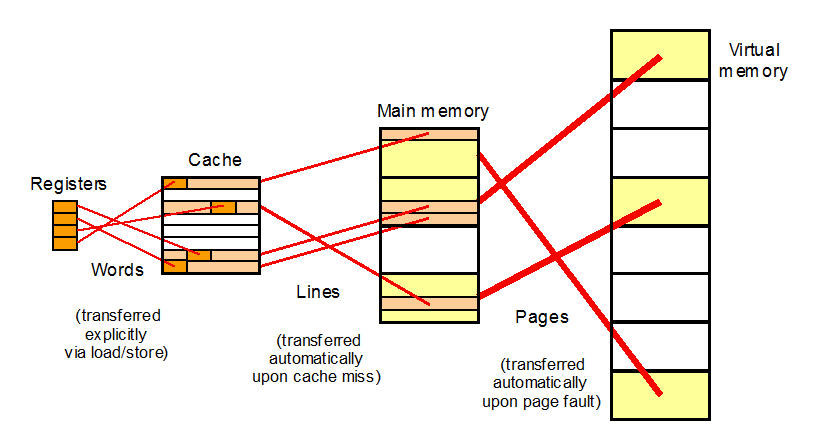 Registers
Cache
Main memory
Virtual
memory
Words
(transferred
explicitly
via load/store)
Lines
(transferred
automatically
upon cache miss)
Pages
(transferred
automatically
upon page fault)